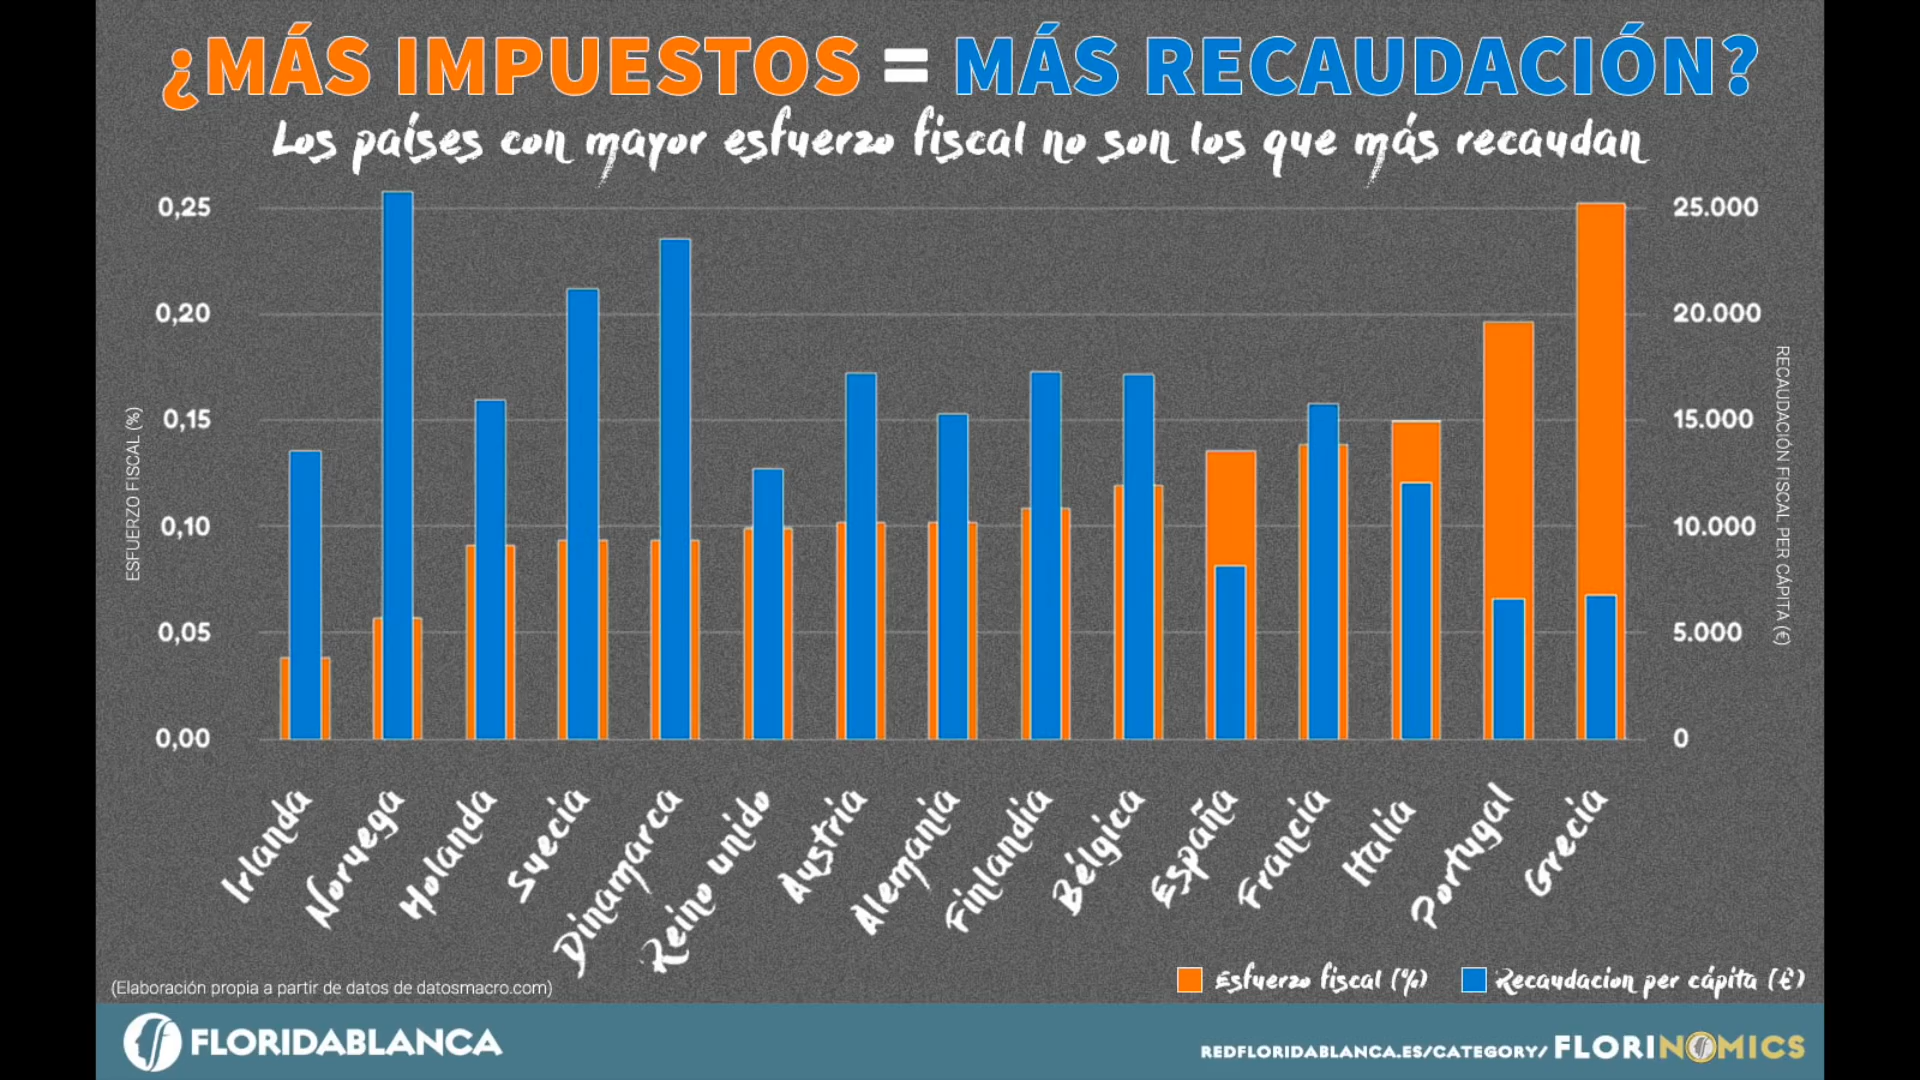 ¿MÁS IMPUESTOS = MÁS RECAUDACIÓN?
Los países con mayor esfuerzo fiscal no son los que más recaudan
0,25
0,20
0,15
0,10
0,05
0,00
ESFUERZO FISCAL (%)
25.000
20.000
15.000
10.000
5.000
0
RECAUDACIÓN FISCAL PER CÁPITA (€)
Irlanda
Noruega
Holanda
Suecia
Dinamarca
Reino unido
Austria
Alemania
Finlandia
Bélgica
España
Francia
Italia
Portugal
Grecia
Esfuerzo fiscal (%)
Recaudacion per cápita (€)
(Elaboración propia a partir de datos de datosmacro.com)
FLORIDABLANCA
REDFLORIDABLANCA.ES/CATEGORY/ FLORINOMICS